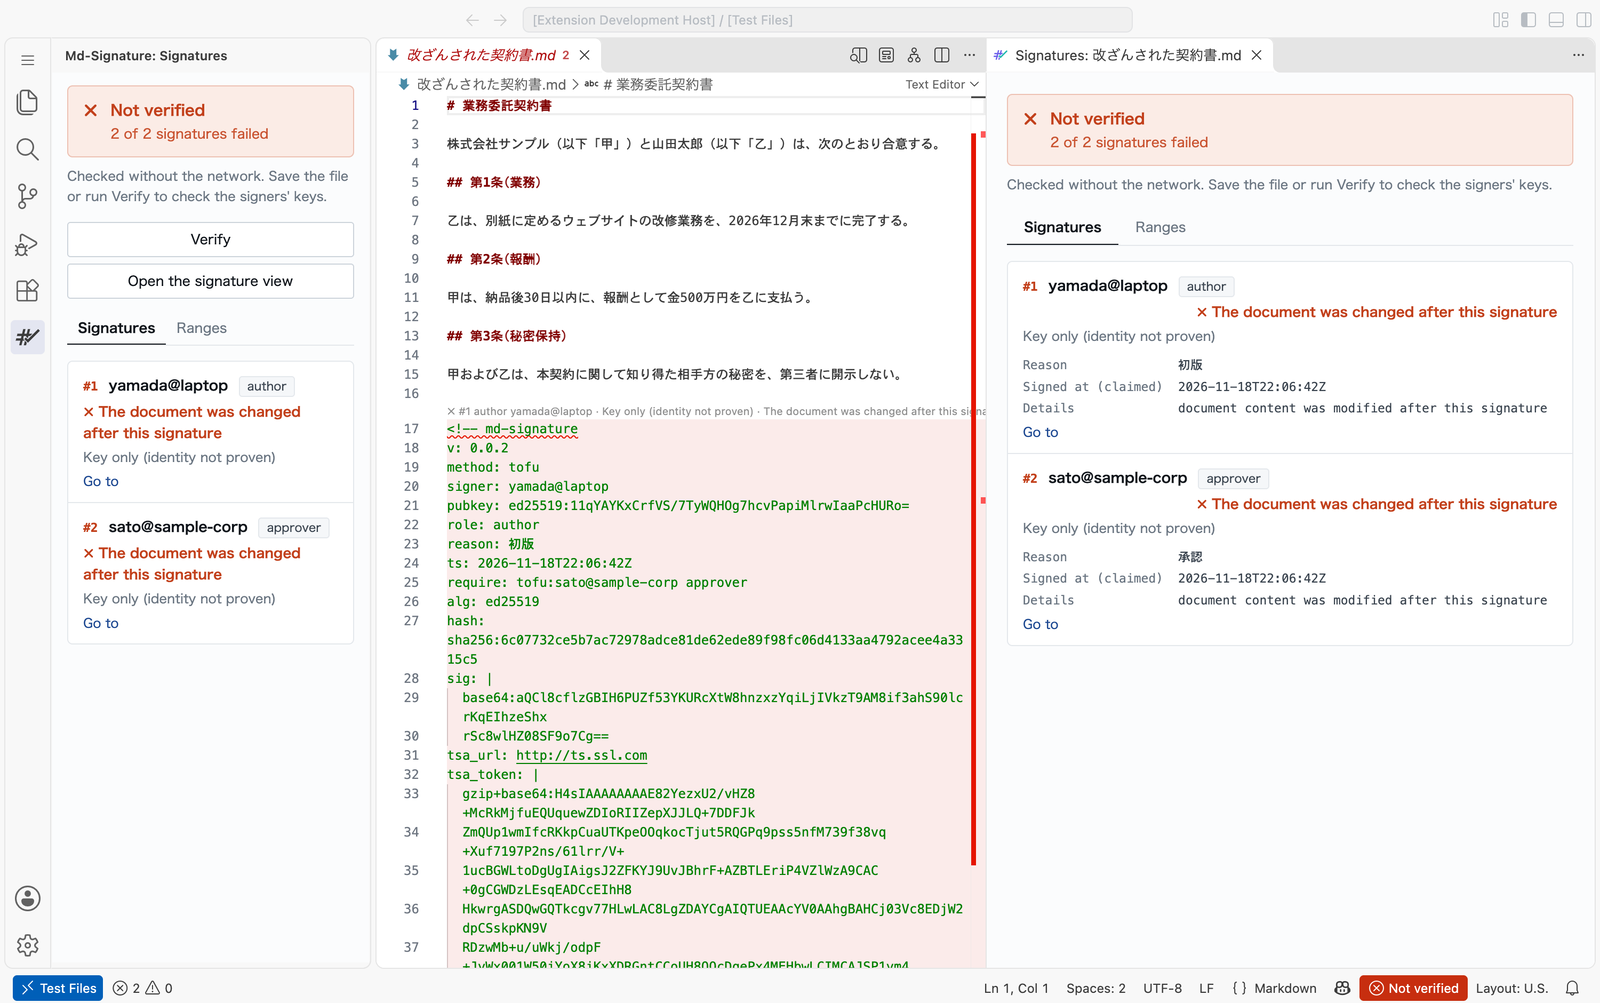 [Extension Development Host] / [Test Files]
Md-Signature: Signatures
Not verified
2 of 2 signatures failed
Checked without the network. Save the file
or run Verify to check the signers' keys.
Verify
Open the signature view
Signatures
Ranges
#1 yamada@laptop author
× The document was changed
after this signature
Key only (identity not proven)
Go to
#2 sato@sample-corp approver
× The document was changed
after this signature
Key only (identity not proven)
Go to
改ざんされた契約書.md 2
改ざんされた契約書.md > abc # 業務委託契約書
Text Editor
1 # 業務委託契約書
2
3 株式会社サンプル（以下「甲」）と山田太郎（以下「乙」）は、次のとおり合意する。
4
5 ## 第1条(業務)
6
7 乙は、別紙に定めるウェブサイトの改修業務を、2026年12月末までに完了する。
8
9 ## 第2条(報酬)
10
11 甲は、納品後30日以内に、報酬として金500万円を乙に支払う。
12
13 ## 第3条(秘密保持)
14
15 甲および乙は、本契約に関して知り得た相手方の秘密を、第三者に開示しない。
16
× #1 author yamada@laptop · Key only (identity not proven) · The document was changed after this signa
17 <!-- md-signature
18 v: 0.0.2
19 method: tofu
20 signer: yamada@laptop
21 pubkey: ed25519:11qYAYKxCrfVS/7TyWQHOg7hcvPapiMlrwIaaPcHURo=
22 role: author
23 reason: 初版
24 ts: 2026-11-18T22:06:42Z
25 require: tofu:sato@sample-corp approver
26 alg: ed25519
27 hash:
sha256:6c07732ce5b7ac72978adce81de62ede89f98fc06d4133aa4792acee4a33
15c5
28 sig: |
29 base64:aQCl8cflzGBIH6PUZf53YKURcXtW8hnzxzYqiLjIVkzT9AM8if3ahS90lc
rKqEIhzeShx
30 rSc8wlHZ08SF9o7Cg==
31 tsa_url: http://ts.ssl.com
32 tsa_token: |
33 gzip+base64:H4sIAAAAAAAAE82YezxU2/vHZ8
+McRkMjfuEQUquewZDIoRIIZepXJJLQ+7DDFJk
34 ZmQUp1wmIfcRKkpCuaUTKpeOOqkocTjut5RQGPq9pss5nfM739f38vq
+Xuf7197P2ns/61lrr/V+
35 1ucBGWLtoDgUgIAigsJ2ZFKYJ9UvJBhrF+AZBTLEriP4VZlWzA9CAC
+0gCGWDzLEsqEADCcEIhH8
36 HkwrgASDQwGQTkcgv77HLwLAC8LgZDAYCgAIQTUEAAcYV0AAhgBAHCj03Vc8EDjW2
dpCSskpKN9V
37 RDzwMb+u/uWkj/odpF
Signatures: 改ざんされた契約書.md
Not verified
2 of 2 signatures failed
Checked without the network. Save the file or run Verify to check the signers' keys.
Signatures
Ranges
#1 yamada@laptop author
× The document was changed after this signature
Key only (identity not proven)
Reason 初版
Signed at (claimed) 2026-11-18T22:06:42Z
Details document content was modified after this signature
Go to
#2 sato@sample-corp approver
× The document was changed after this signature
Key only (identity not proven)
Reason 承認
Signed at (claimed) 2026-11-18T22:06:42Z
Details document content was modified after this signature
Go to
Test Files 2 0
Ln 1, Col 1 Spaces: 2 UTF-8 LF {} Markdown Not verified Layout: U.S.